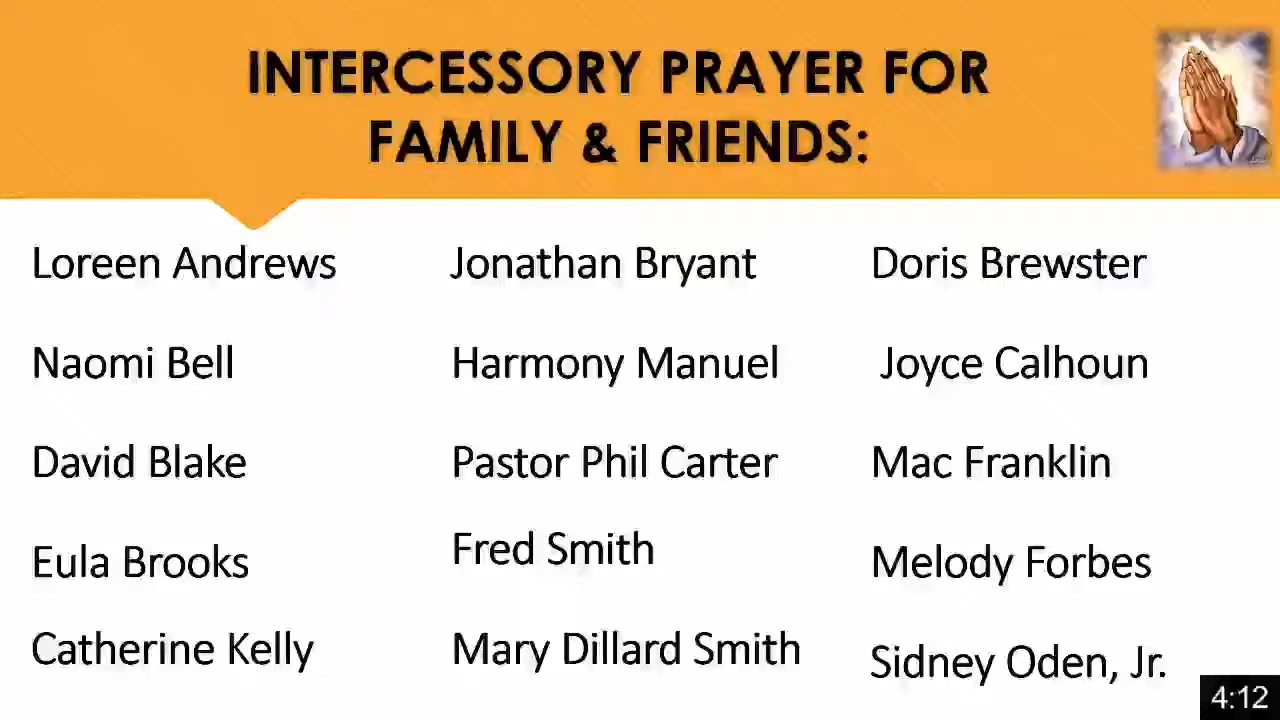 INTERCESSORY PRAYER FOR
FAMILY & FRIENDS:
Loreen Andrews
Jonathan Bryant
Doris Brewster
Naomi Bell
Harmony Manuel
Joyce Calhoun
David Blake
Pastor Phil Carter
Mac Franklin
Eula Brooks
Fred Smith
Melody Forbes
Catherine Kelly
Mary Dillard Smith
Sidney Oden, Jr.
4:12